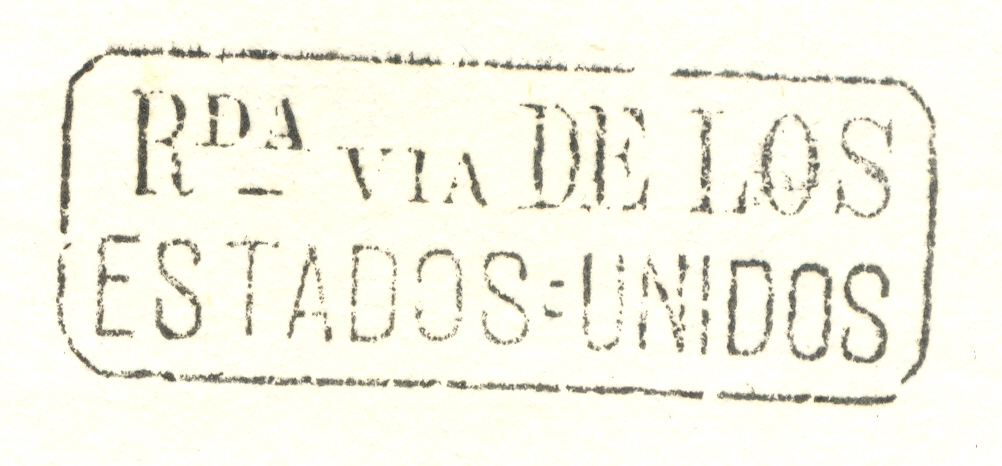 RDA VIA DE LOS
ESTADOS=UNIDOS